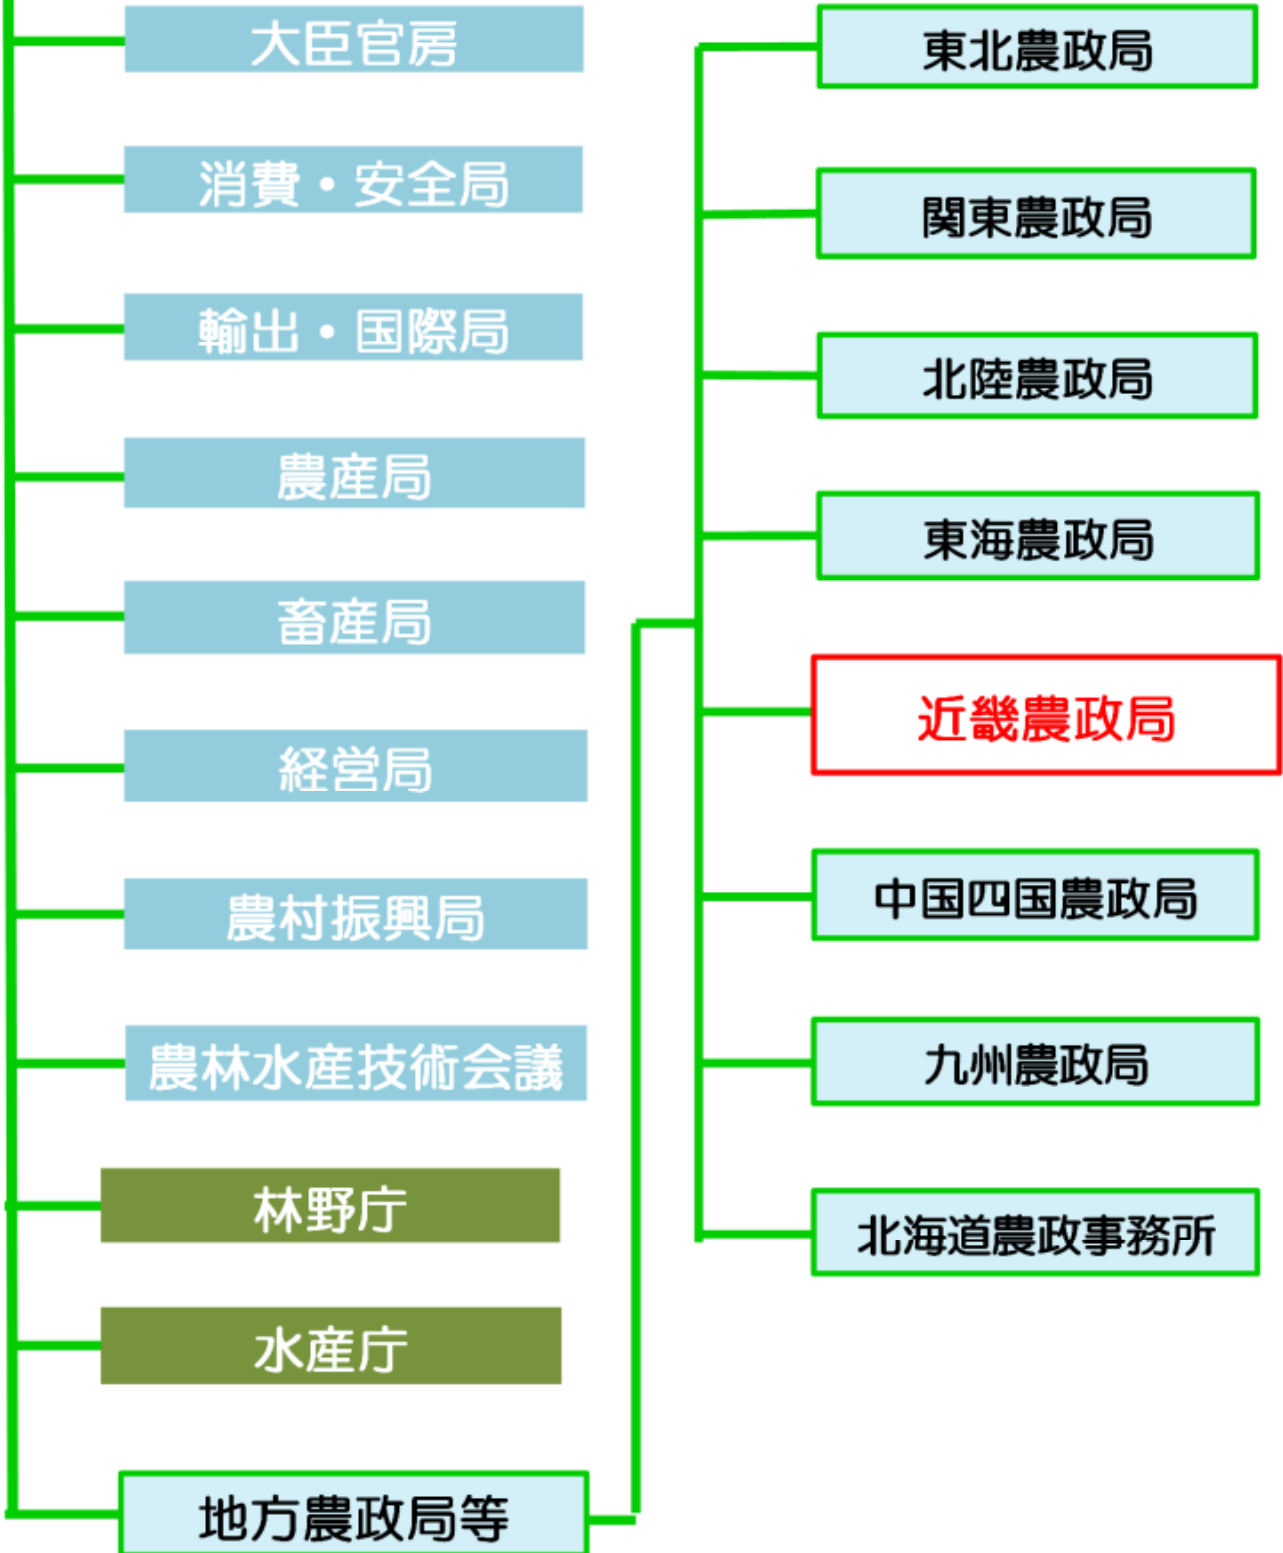 大臣官房
消費・安全局
輸出・国際局
農産局
畜産局
経営局
農村振興局
農林水産技術会議
林野庁
水産庁
地方農政局等
東北農政局
関東農政局
北陸農政局
東海農政局
近畿農政局
中国四国農政局
九州農政局
北海道農政事務所